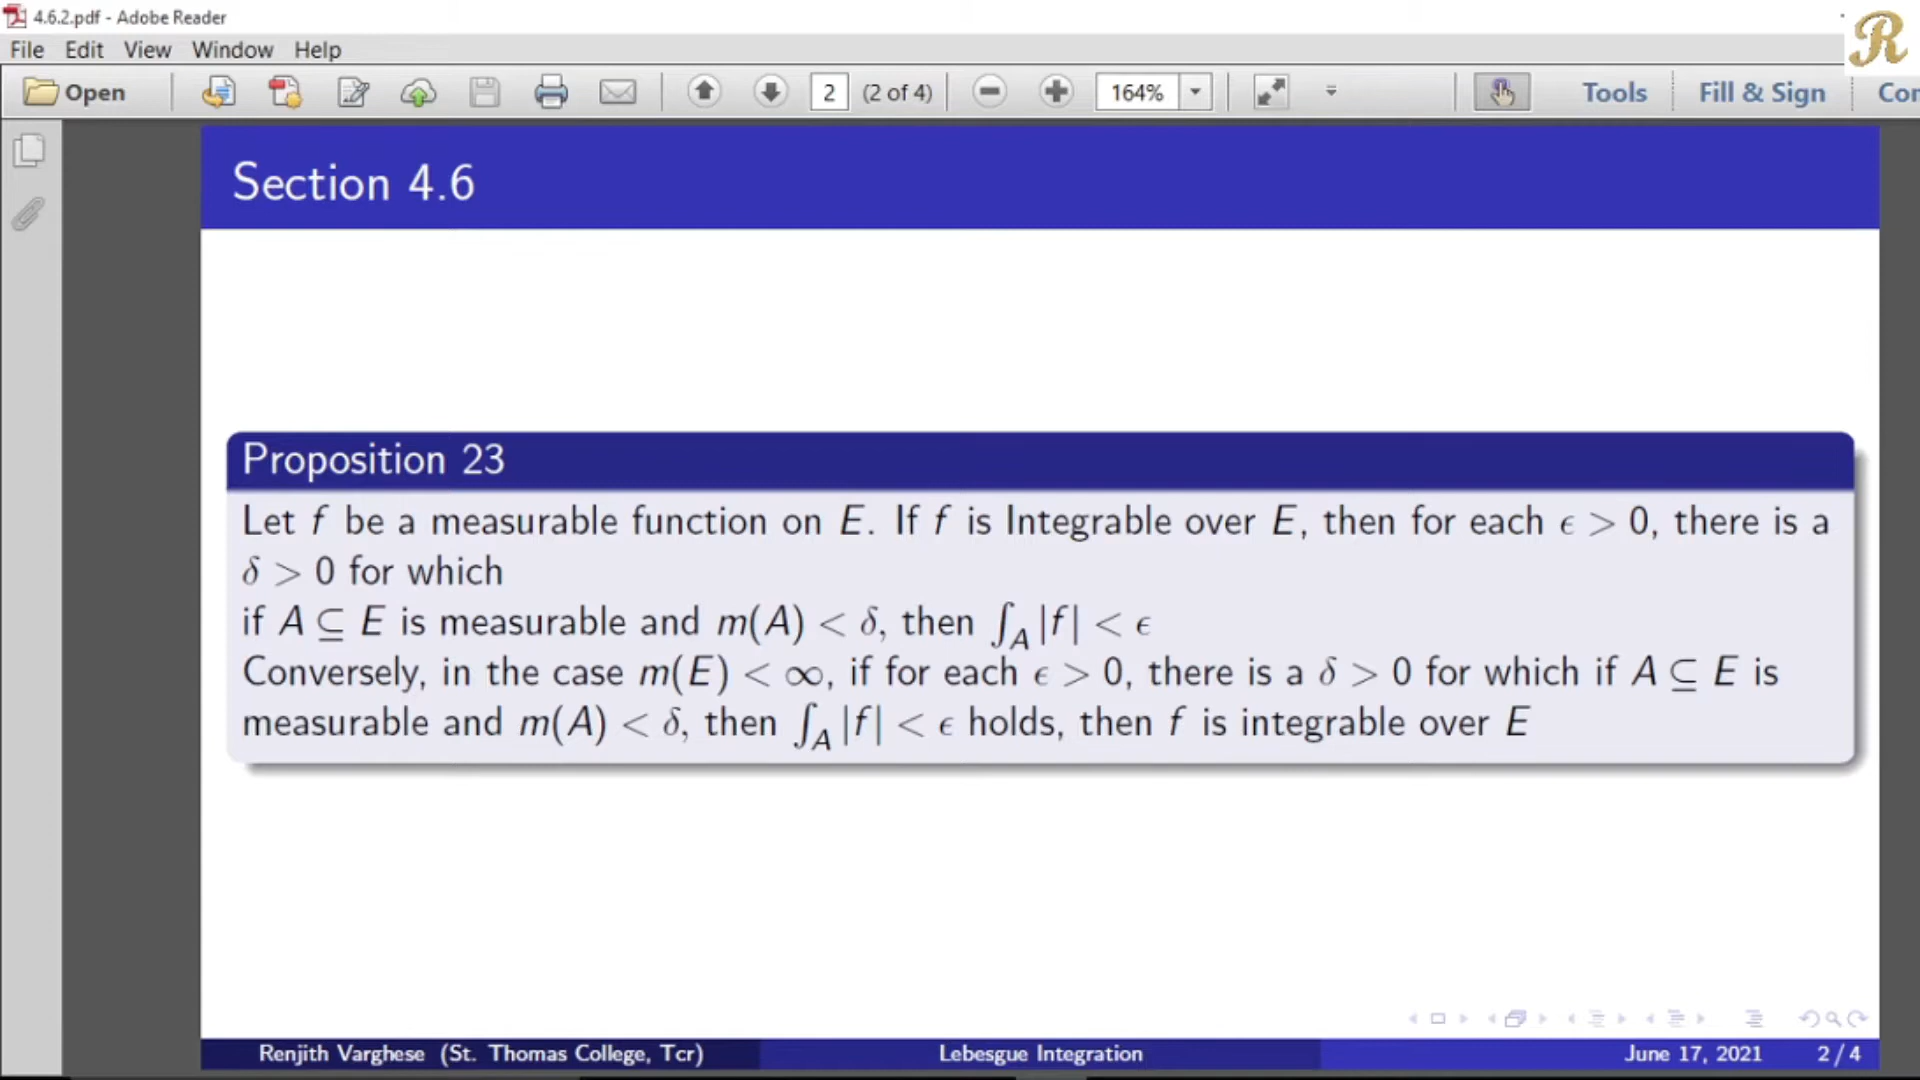 4.6.2.pdf - Adobe Reader
File Edit View Window Help
R
Open 2 (2 of 4) 164% Tools Fill & Sign Cor
Section 4.6
Proposition 23
Let f be a measurable function on E. If f is Integrable over E, then for each ϵ > 0, there is a
δ > 0 for which
if A ⊆ E is measurable and m(A) < δ, then ∫_A |f| < ϵ
Conversely, in the case m(E) < ∞, if for each ϵ > 0, there is a δ > 0 for which if A ⊆ E is
measurable and m(A) < δ, then ∫_A |f| < ϵ holds, then f is integrable over E
Renjith Varghese (St. Thomas College, Tcr) Lebesgue Integration June 17, 2021 2 / 4